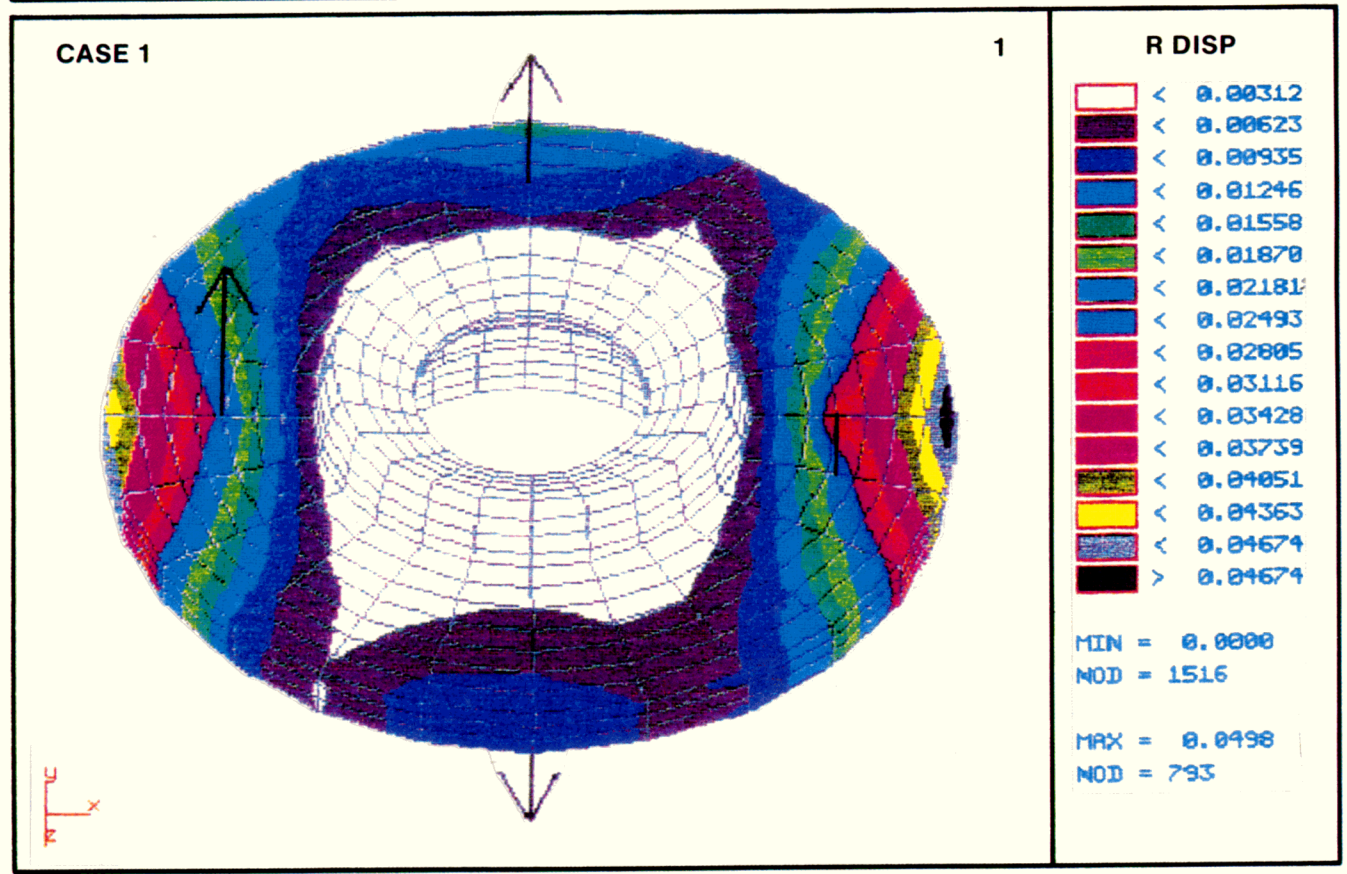 CASE 1
1
R DISP
< 0.00312
< 0.00623
< 0.00935
< 0.01246
< 0.01558
< 0.01870
< 0.02181
< 0.02493
< 0.02805
< 0.03116
< 0.03428
< 0.03739
< 0.04051
< 0.04363
< 0.04674
> 0.04674
MIN = 0.0000
NOD = 1516
MAX = 0.0498
NOD = 793
X